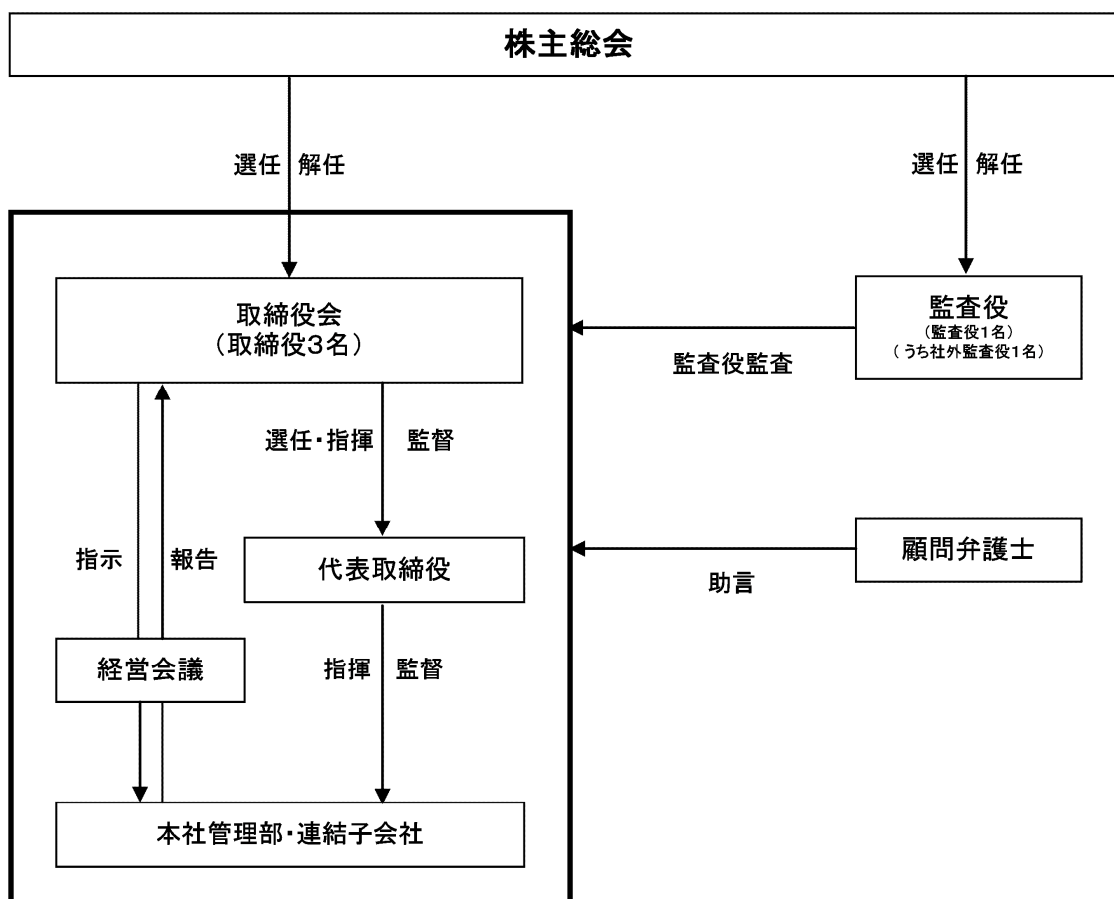 株主総会
選任 解任
選任 解任
取締役会
（取締役3名）
監査役
（監査役1名）
（うち社外監査役1名）
監査役監査
選任・指揮 監督
指示 報告
代表取締役
顧問弁護士
助言
経営会議
指揮 監督
本社管理部・連結子会社